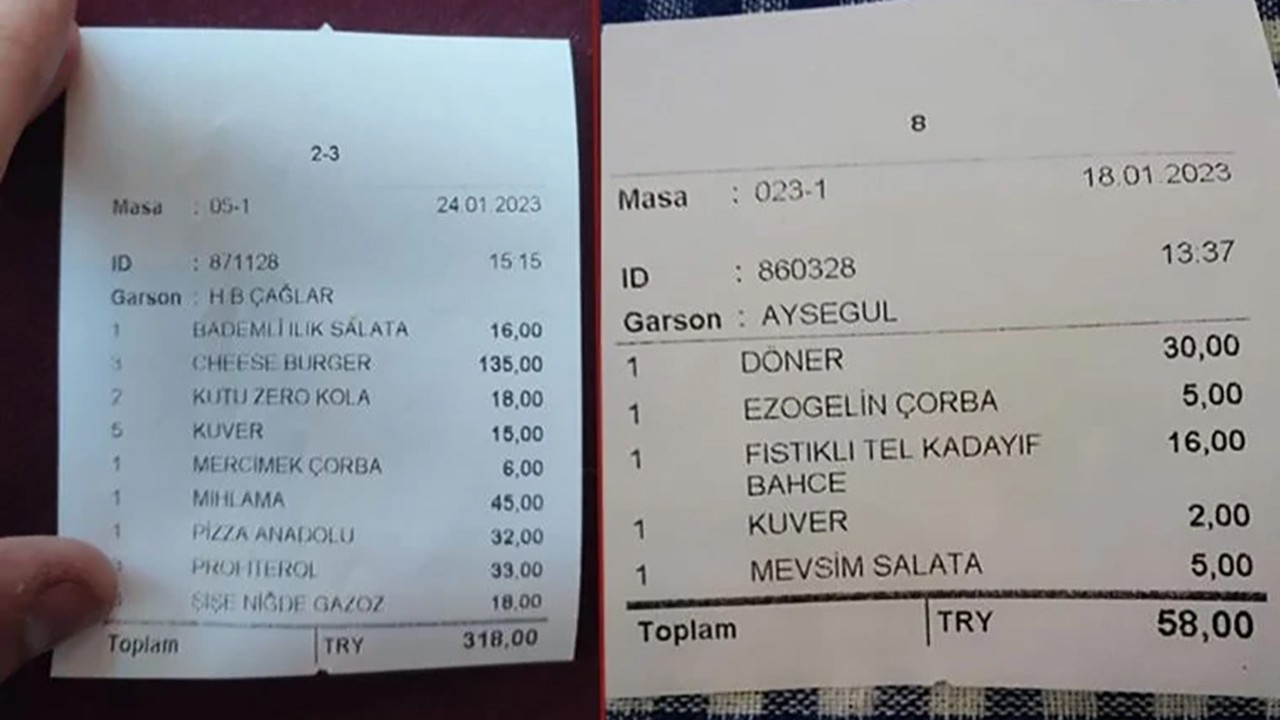 2-3
Masa : 05-1 24.01.2023
ID : 871128 15:15
Garson : H.B.ÇAĞLAR
1 BADEMLİ ILIK SALATA 16,00
3 CHEESE BURGER 135,00
2 KUTU ZERO KOLA 18,00
5 KUVER 15,00
1 MERCİMEK ÇORBA 6,00
1 MIHLAMA 45,00
1 PİZZA ANADOLU 32,00
PROFITEROL 33,00
ŞİŞE NİĞDE GAZOZ 18,00
Toplam TRY 318,00
8
Masa : 023-1 18.01.2023
ID : 860328 13:37
Garson : AYSEGUL
1 DÖNER 30,00
1 EZOGELİN ÇORBA 5,00
1 FISTIKLI TEL KADAYIF 16,00
BAHCE
1 KUVER 2,00
1 MEVSİM SALATA 5,00
Toplam TRY 58,00